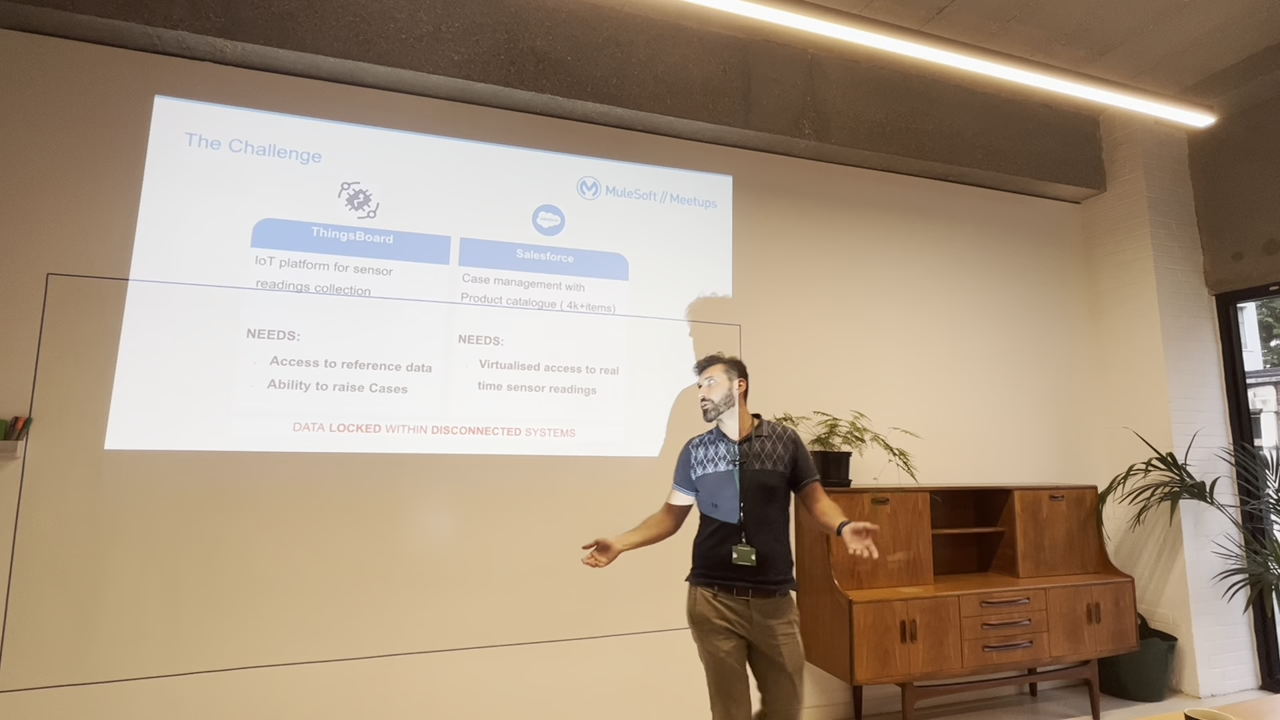 The Challenge
MuleSoft // Meetups
ThingsBoard
IoT platform for sensor
readings collection
NEEDS:
Access to reference data
Ability to raise Cases
Salesforce
Case management with
Product catalogue ( 4k+items)
NEEDS:
Virtualised access to real
time sensor readings
DATA LOCKED WITHIN DISCONNECTED SYSTEMS